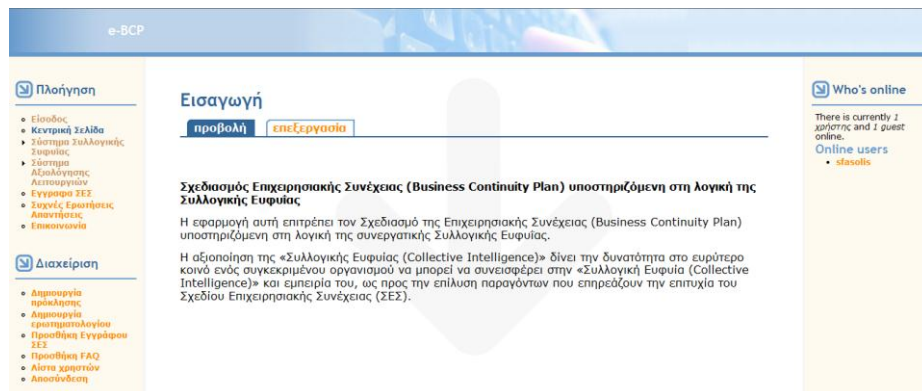 e-BCP
Πλοήγηση
Είσοδος
Κεντρική Σελίδα
Σύστημα Συλλογικής
Ευφυΐας
Σύστημα
Αξιολόγησης
Λειτουργιών
Εγγραφα ΣΕΣ
Συχνές Ερωτήσεις
Απαντήσεις
Επικοινωνία
Διαχείριση
Δημιουργία
πρόκλησης
Δημιουργία
ερωτηματολογίου
Προσθήκη Εγγράφου
ΣΕΣ
Προσθήκη FAQ
Λίστα χρηστών
Αποσύνδεση
Εισαγωγή
προβολή
επεξεργασία
Σχεδιασμός Επιχειρησιακής Συνέχειας (Business Continuity Plan) υποστηριζόμενη στη λογική της
Συλλογικής Ευφυΐας
Η εφαρμογή αυτή επιτρέπει τον Σχεδιασμό της Επιχειρησιακής Συνέχειας (Business Continuity Plan)
υποστηριζόμενη στη λογική της συνεργατικής Συλλογικής Ευφυΐας.
Η αξιοποίηση της «Συλλογικής Ευφυΐας (Collective Intelligence)» δίνει την δυνατότητα στο ευρύτερο
κοινό ενός συγκεκριμένου οργανισμού να μπορεί να συνεισφέρει στην «Συλλογική Ευφυΐα (Collective
Intelligence)» και εμπειρία του, ως προς την επίλυση παραγόντων που επηρεάζουν την επιτυχία του
Σχεδίου Επιχειρησιακής Συνέχειας (ΣΕΣ).
Who's online
There is currently 1
χρήστης and 1 guest
online.
Online users
sfasolis